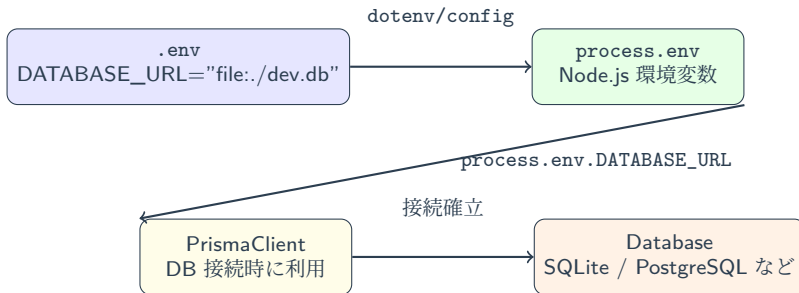 dotenv/config
.env
DATABASE_URL=”file:./dev.db”
process.env
Node.js 環境変数
process.env.DATABASE_URL
接続確立
PrismaClient
DB 接続時に利用
Database
SQLite / PostgreSQL など